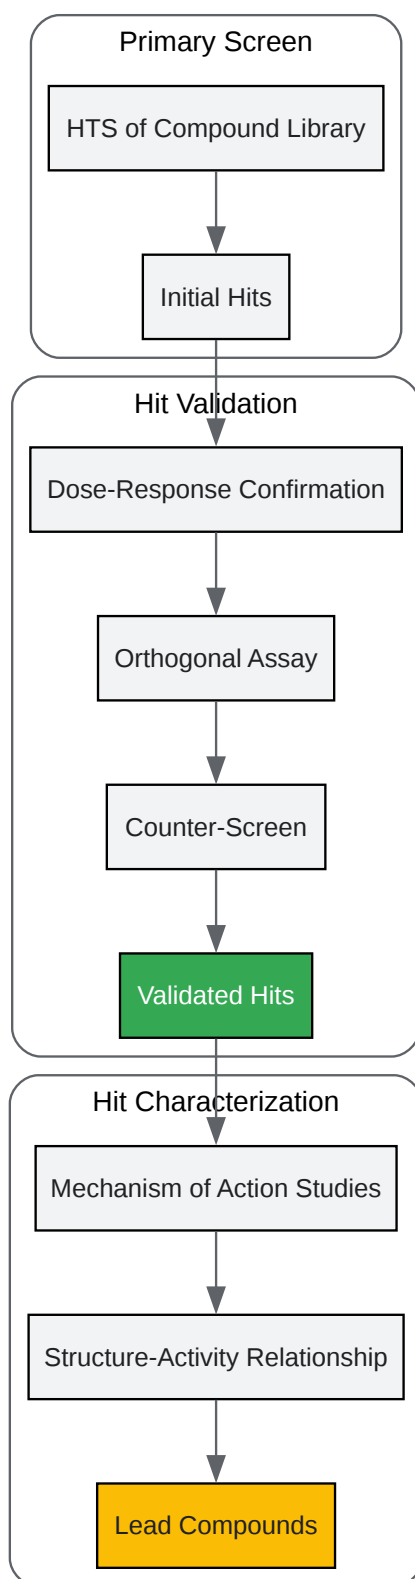 Primary Screen
HTS of Compound Library
Initial Hits
Hit Validation
Dose-Response Confirmation
Orthogonal Assay
Counter-Screen
Validated Hits
Hit Characterization
Mechanism of Action Studies
Structure-Activity Relationship
Lead Compounds